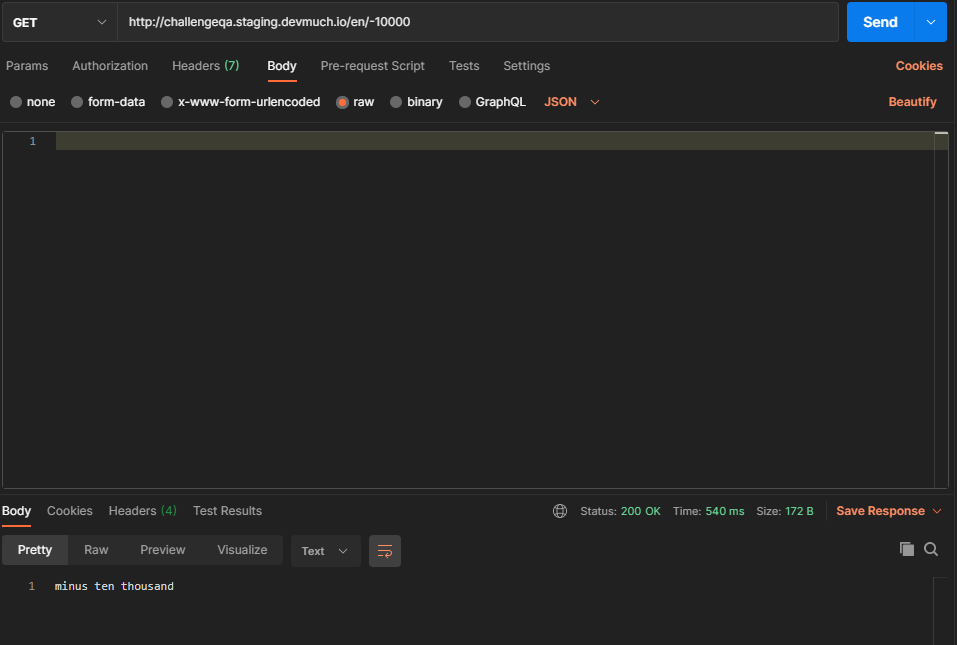 GET http://challengeqa.staging.devmuch.io/en/-10000 Send
Params Authorization Headers (7) Body Pre-request Script Tests Settings Cookies
none form-data x-www-form-urlencoded raw binary GraphQL JSON Beautify
1
Body Cookies Headers (4) Test Results Status: 200 OK Time: 540 ms Size: 172 B Save Response
Pretty Raw Preview Visualize Text
1 minus ten thousand